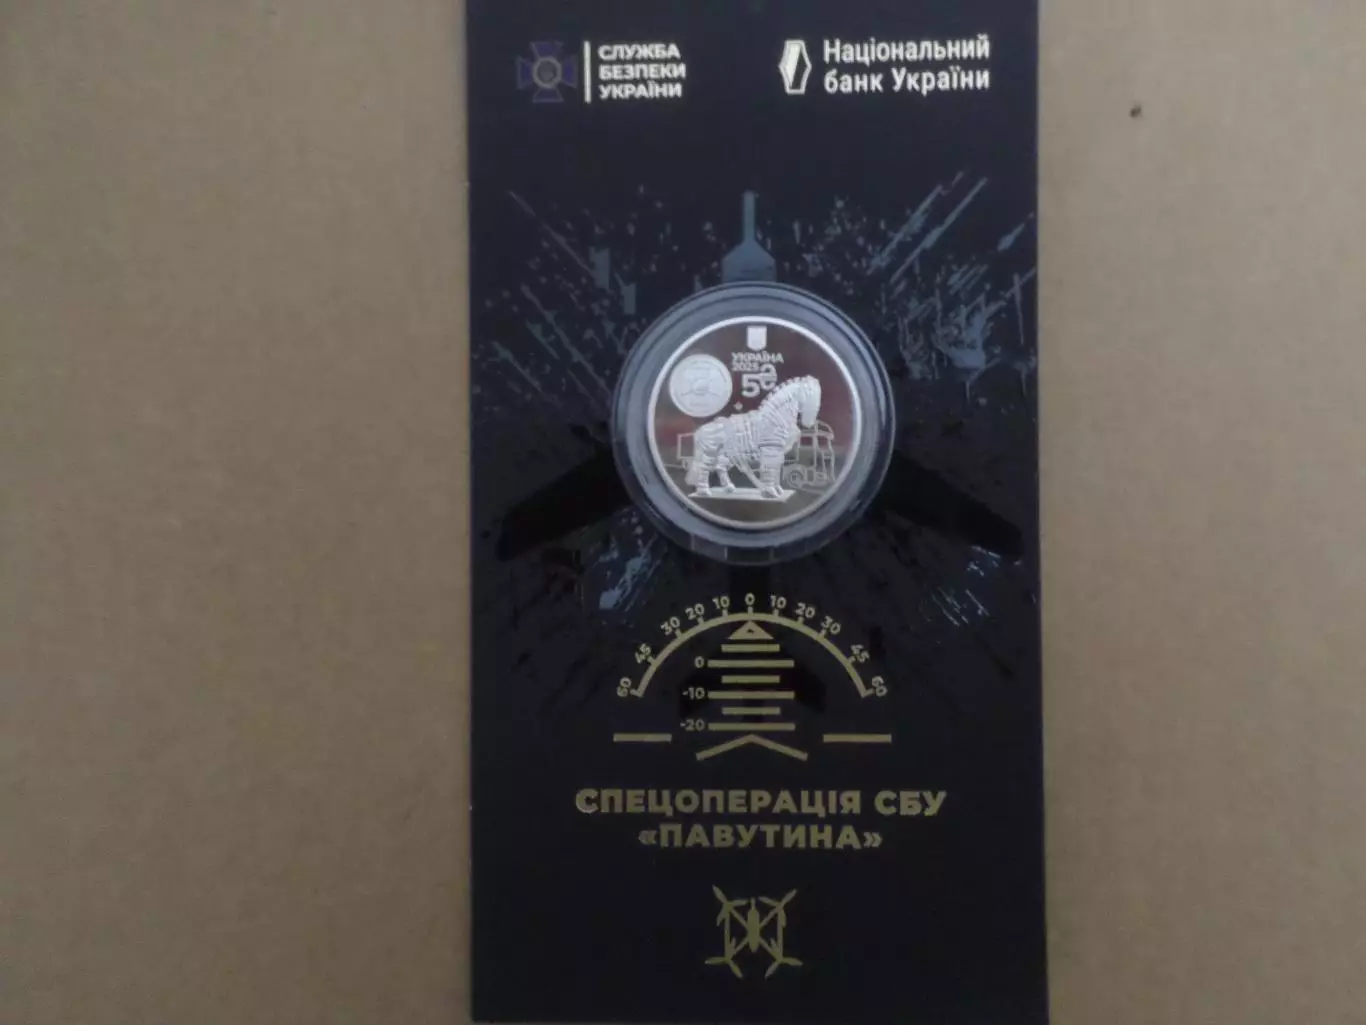 СЛУЖБА
БЕЗПЕКИ
УКРАЇНИ
Національний
банк України
УКРАЇНА
2025
5₴
60 45 30 20 10 0 10 20 30 45 60
0
-10
-20
СПЕЦОПЕРАЦІЯ СБУ
«ПАВУТИНА»